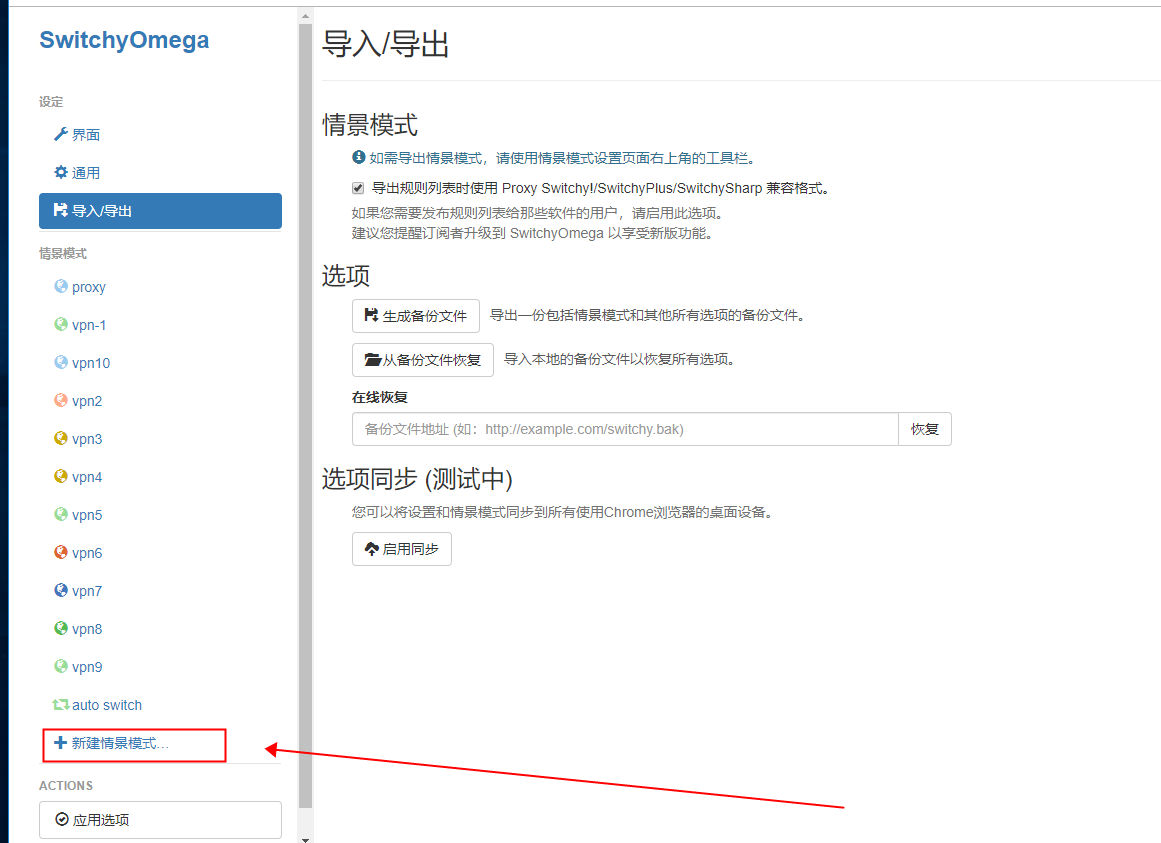 SwitchyOmega
设定
界面
通用
导入/导出
情景模式
proxy
vpn-1
vpn10
vpn2
vpn3
vpn4
vpn5
vpn6
vpn7
vpn8
vpn9
auto switch
新建情景模式...
ACTIONS
应用选项
导入/导出
情景模式
如需导出情景模式，请使用情景模式设置页面右上角的工具栏。
导出规则列表时使用 Proxy Switchy!/SwitchyPlus/SwitchySharp 兼容格式。
如果您需要发布规则列表给那些软件的用户，请启用此选项。
建议您提醒订阅者升级到 SwitchyOmega 以享受新版功能。
选项
生成备份文件 导出一份包括情景模式和其他所有选项的备份文件。
从备份文件恢复 导入本地的备份文件以恢复所有选项。
在线恢复
备份文件地址 (如：http://example.com/switchy.bak) 恢复
选项同步 (测试中)
您可以将设置和情景模式同步到所有使用Chrome浏览器的桌面设备。
启用同步